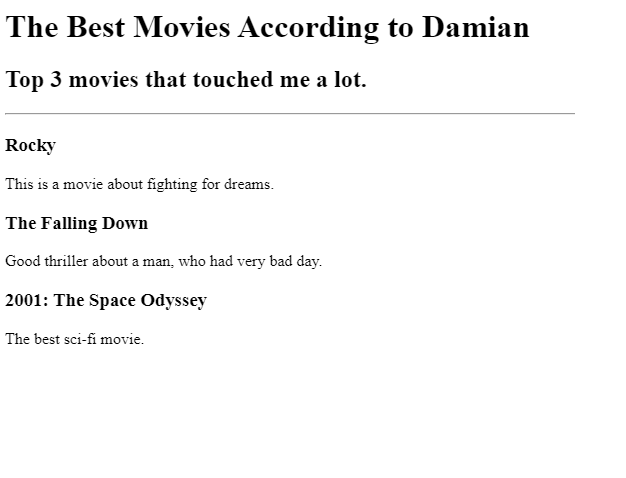 The Best Movies According to Damian
Top 3 movies that touched me a lot.
Rocky
This is a movie about fighting for dreams.
The Falling Down
Good thriller about a man, who had very bad day.
2001: The Space Odyssey
The best sci-fi movie.